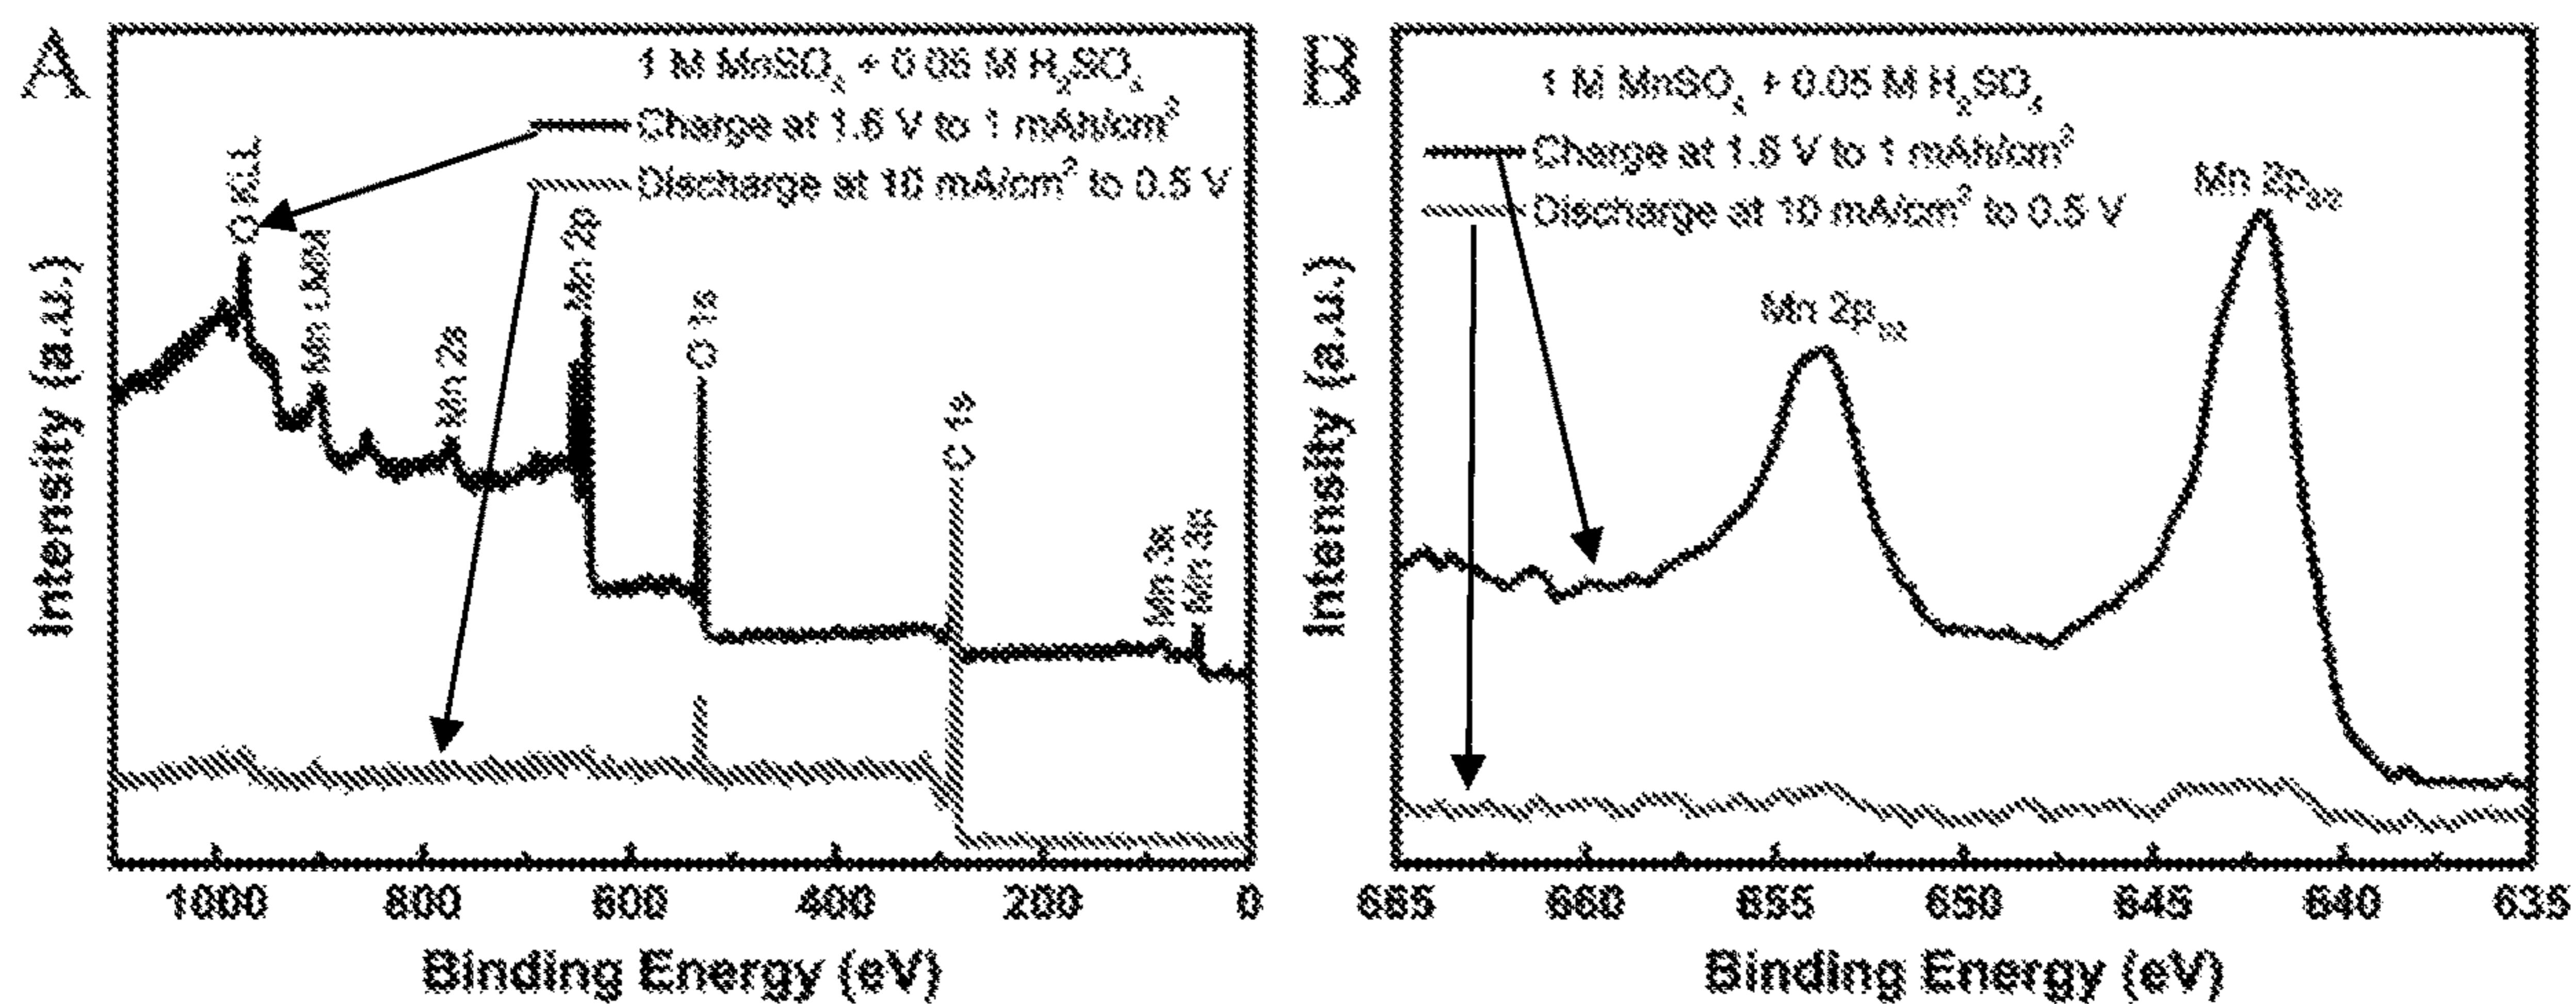 A
1 M MnSO₄ + 0.05 M H₂SO₄
Charge at 1.6 V to 1 mAh/cm²
Discharge at 10 mA/cm² to 0.5 V
O KLL
Mn LMM
Mn 2s
Mn 2p
O 1s
C 1s
Mn 3s
Mn 3p
Intensity (a.u.)
1000 800 600 400 200 0
Binding Energy (eV)
B
1 M MnSO₄ + 0.05 M H₂SO₄
Charge at 1.6 V to 1 mAh/cm²
Discharge at 10 mA/cm² to 0.5 V
Mn 2p₁/₂
Mn 2p₃/₂
Intensity (a.u.)
665 660 655 650 645 640 635
Binding Energy (eV)